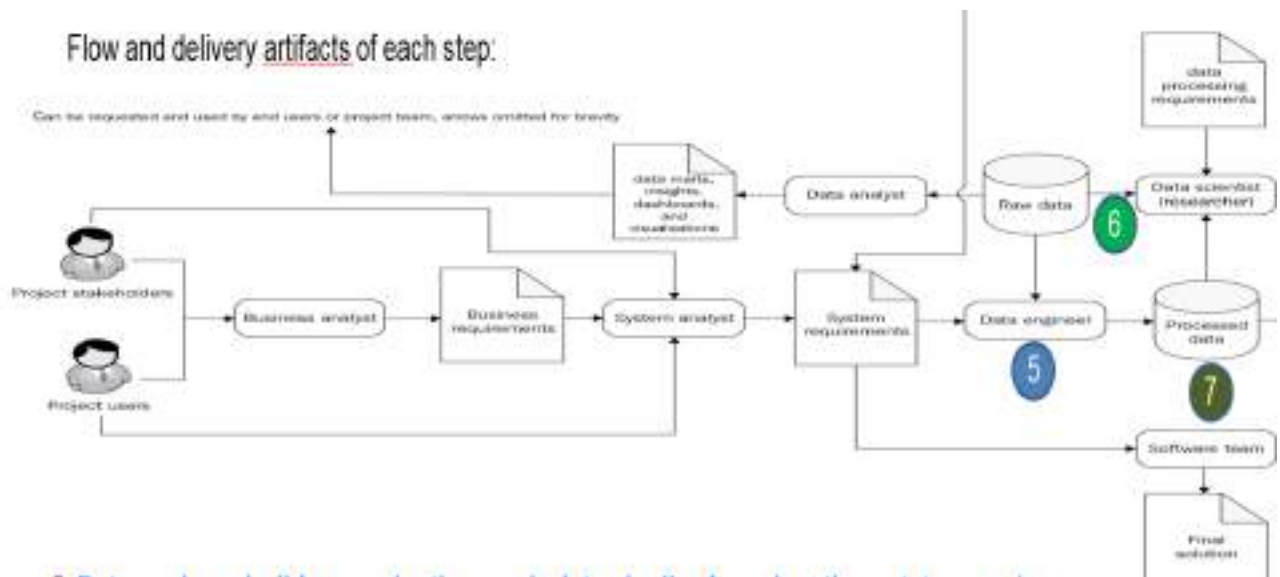 Flow and delivery artifacts of each step:
Can be requested and used by end users or project team, arrows omitted for brevity
data
processing
requirements
data marts,
insights,
dashboards,
and
visualisations
Data analyst
Raw data
Data scientist
(researcher)
6
Project stakeholders
Business analyst
Business
requirements
System analyst
System
requirements
Data engineer
Processed
data
5
7
Project users
Software team
Final
solution